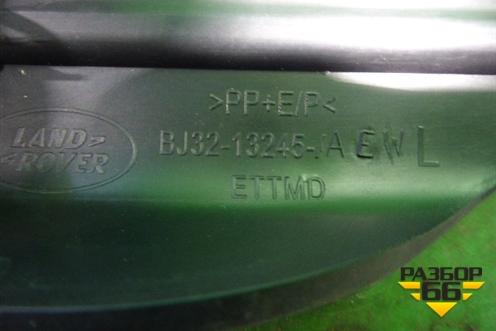 >PP+E/P<
LAND>
<ROVER
BJ32-13245-AEWL
ETTMD
РАЗБОР
66